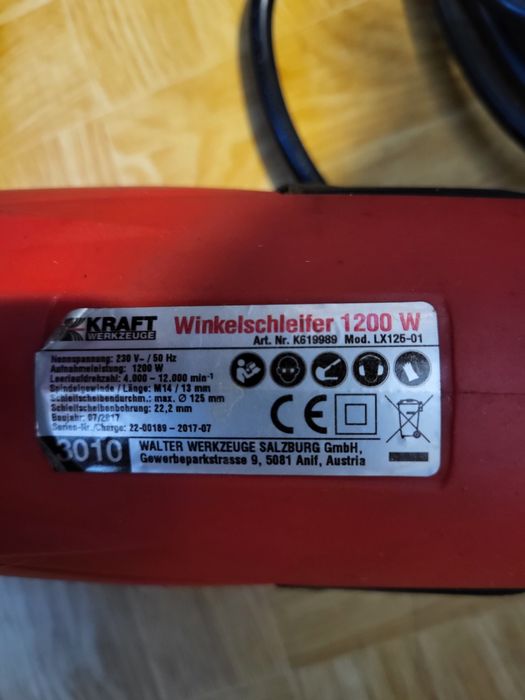 KRAFT
WERKZEUGE
Winkelschleifer 1200 W
Art. Nr. K619989 Mod. LX125-01
Nennspannung: 230 V~ / 50 Hz
Aufnahmeleistung: 1200 W
Leerlaufdrehzahl: 4.000 – 12.000 min⁻¹
Spindelgewinde / Länge: M14 / 13 mm
Schleifscheibendurchm.: max. Ø 125 mm
Schleifscheibenbohrung: 22,2 mm
Baujahr: 07/2017
Serien-Nr./Charge: 22-00189 – 2017-07
CE
3010
WALTER WERKZEUGE SALZBURG GmbH,
Gewerbeparkstrasse 9, 5081 Anif, Austria